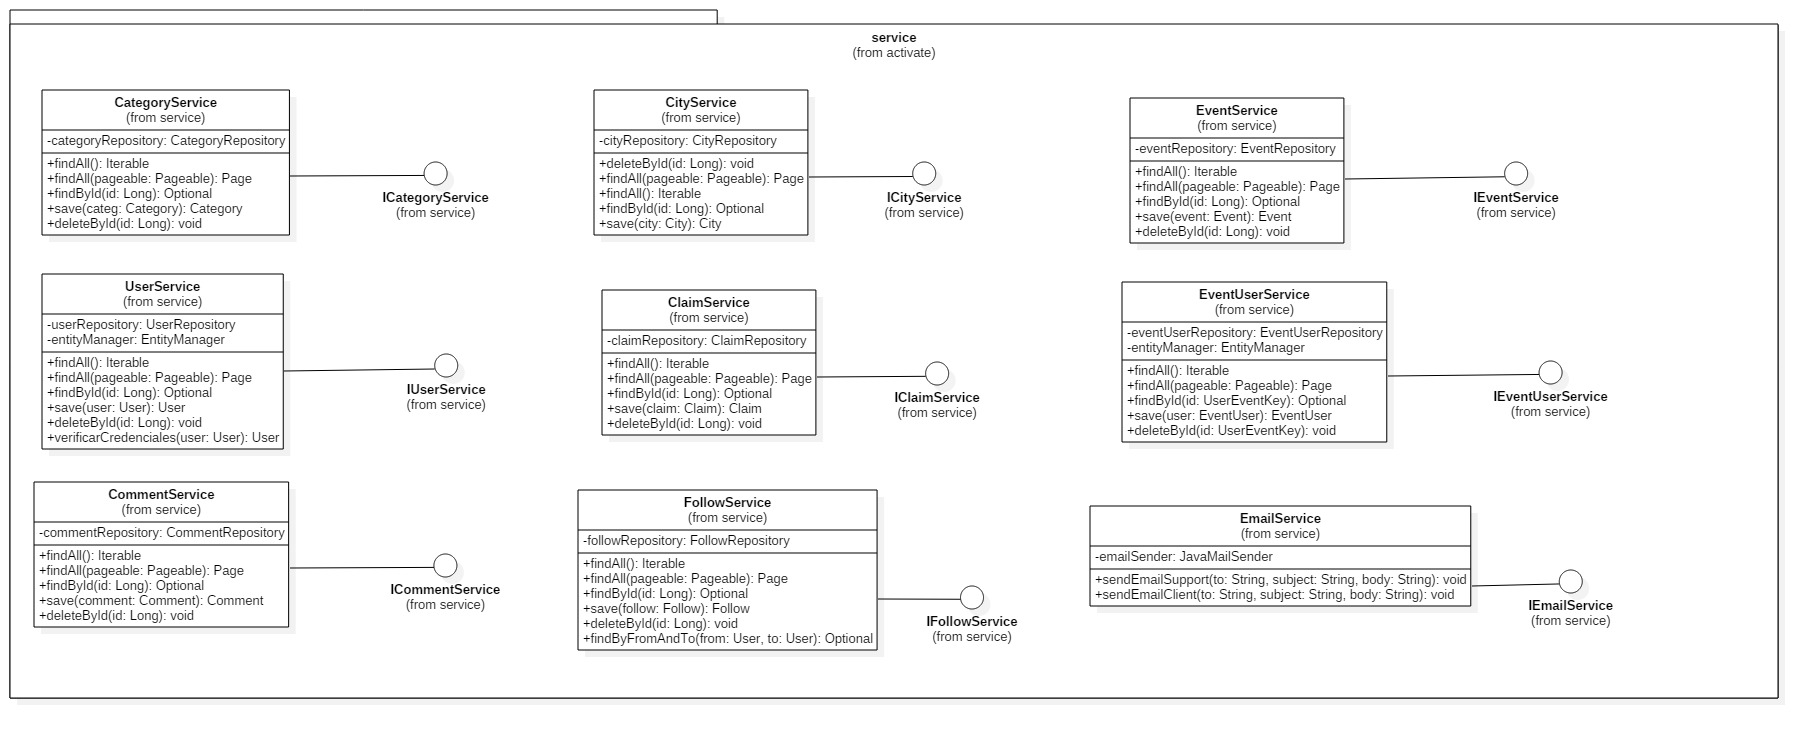 service
(from activate)
CategoryService
(from service)
-categoryRepository: CategoryRepository
+findAll(): Iterable
+findAll(pageable: Pageable): Page
+findById(id: Long): Optional
+save(categ: Category): Category
+deleteById(id: Long): void
ICategoryService
(from service)
CityService
(from service)
-cityRepository: CityRepository
+deleteById(id: Long): void
+findAll(pageable: Pageable): Page
+findAll(): Iterable
+findById(id: Long): Optional
+save(city: City): City
ICityService
(from service)
EventService
(from service)
-eventRepository: EventRepository
+findAll(): Iterable
+findAll(pageable: Pageable): Page
+findById(id: Long): Optional
+save(event: Event): Event
+deleteById(id: Long): void
IEventService
(from service)
UserService
(from service)
-userRepository: UserRepository
-entityManager: EntityManager
+findAll(): Iterable
+findAll(pageable: Pageable): Page
+findById(id: Long): Optional
+save(user: User): User
+deleteById(id: Long): void
+verificarCredenciales(user: User): User
IUserService
(from service)
ClaimService
(from service)
-claimRepository: ClaimRepository
+findAll(): Iterable
+findAll(pageable: Pageable): Page
+findById(id: Long): Optional
+save(claim: Claim): Claim
+deleteById(id: Long): void
IClaimService
(from service)
EventUserService
(from service)
-eventUserRepository: EventUserRepository
-entityManager: EntityManager
+findAll(): Iterable
+findAll(pageable: Pageable): Page
+findById(id: UserEventKey): Optional
+save(user: EventUser): EventUser
+deleteById(id: UserEventKey): void
IEventUserService
(from service)
CommentService
(from service)
-commentRepository: CommentRepository
+findAll(): Iterable
+findAll(pageable: Pageable): Page
+findById(id: Long): Optional
+save(comment: Comment): Comment
+deleteById(id: Long): void
ICommentService
(from service)
FollowService
(from service)
-followRepository: FollowRepository
+findAll(): Iterable
+findAll(pageable: Pageable): Page
+findById(id: Long): Optional
+save(follow: Follow): Follow
+deleteById(id: Long): void
+findByFromAndTo(from: User, to: User): Optional
IFollowService
(from service)
EmailService
(from service)
-emailSender: JavaMailSender
+sendEmailSupport(to: String, subject: String, body: String): void
+sendEmailClient(to: String, subject: String, body: String): void
IEmailService
(from service)